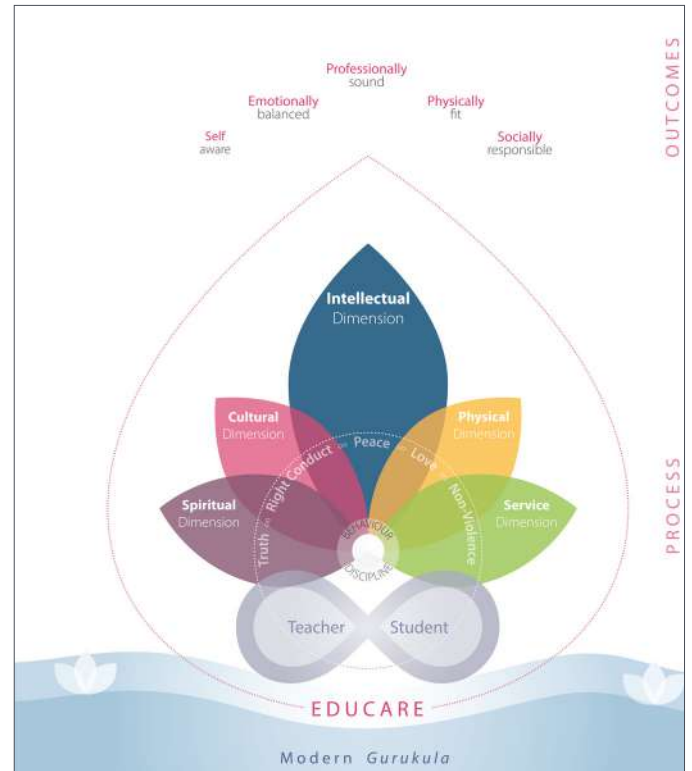 OUTCOMES
Professionally
sound
Emotionally
balanced
Physically
fit
Self
aware
Socially
responsible
Intellectual
Dimension
Cultural
Dimension
Physical
Dimension
Spiritual
Dimension
Service
Dimension
Truth
Right Conduct
Peace
Love
Non-Violence
BEHAVIOUR
DISCIPLINE
PROCESS
Teacher
Student
EDUCARE
Modern Gurukula